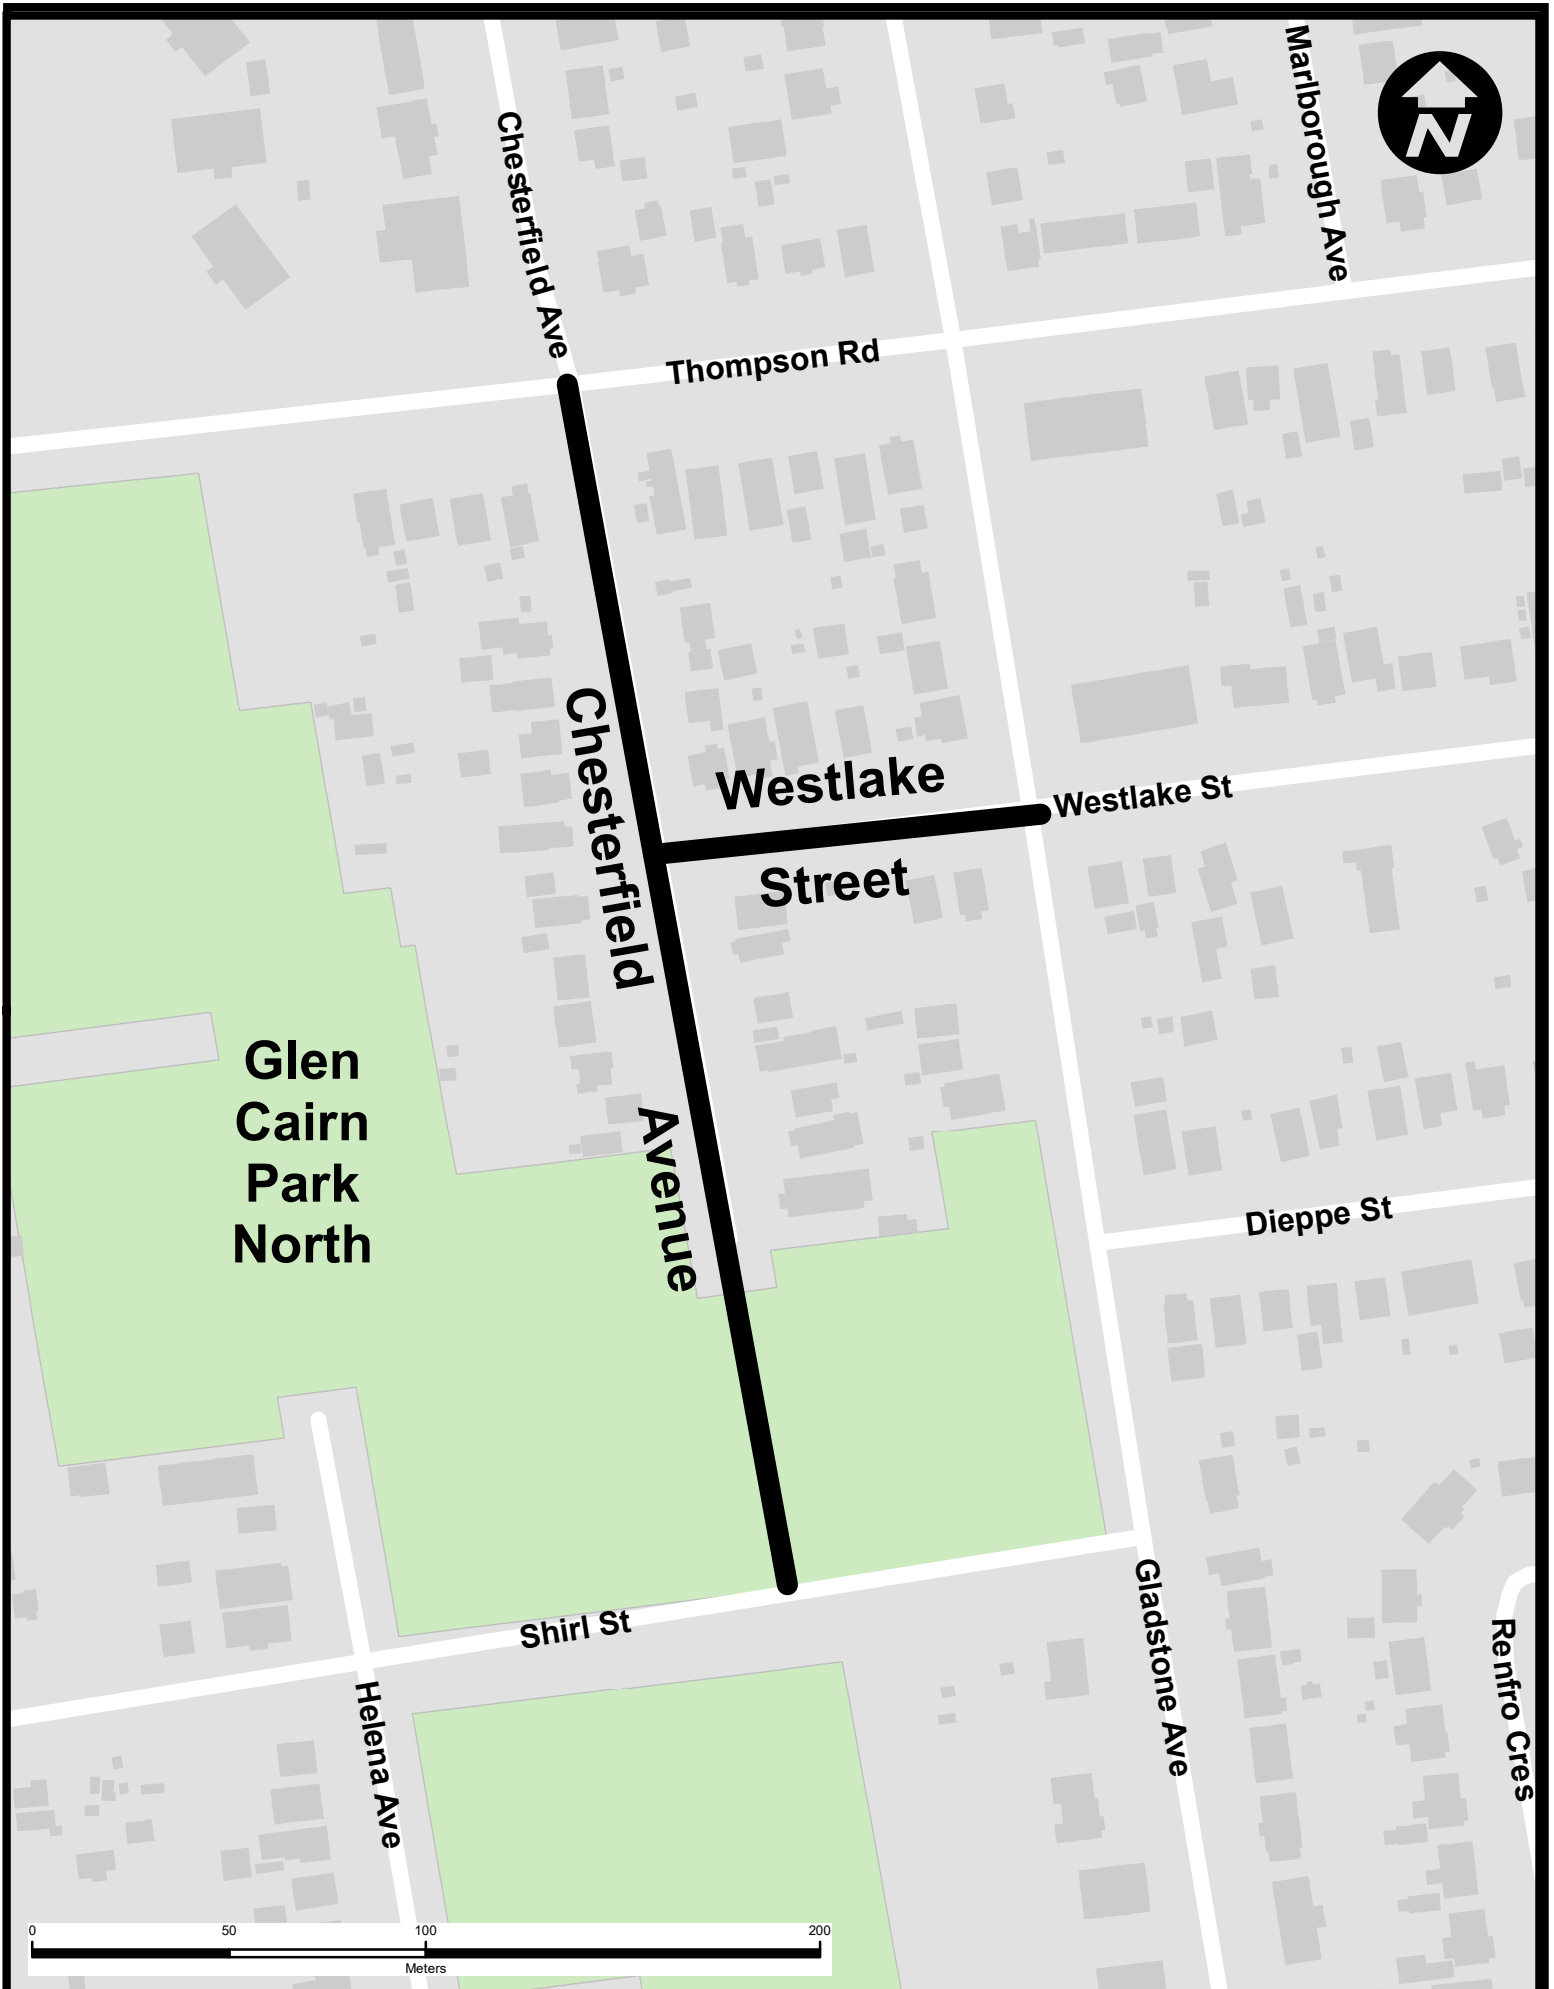 Marlborough Ave
N
Chesterfield Ave
Thompson Rd
Chesterfield
Avenue
Westlake
Street
Westlake St
Glen
Cairn
Park
North
Dieppe St
Shirl St
Gladstone Ave
Renfro Cres
Helena Ave
0 50 100 200
Meters